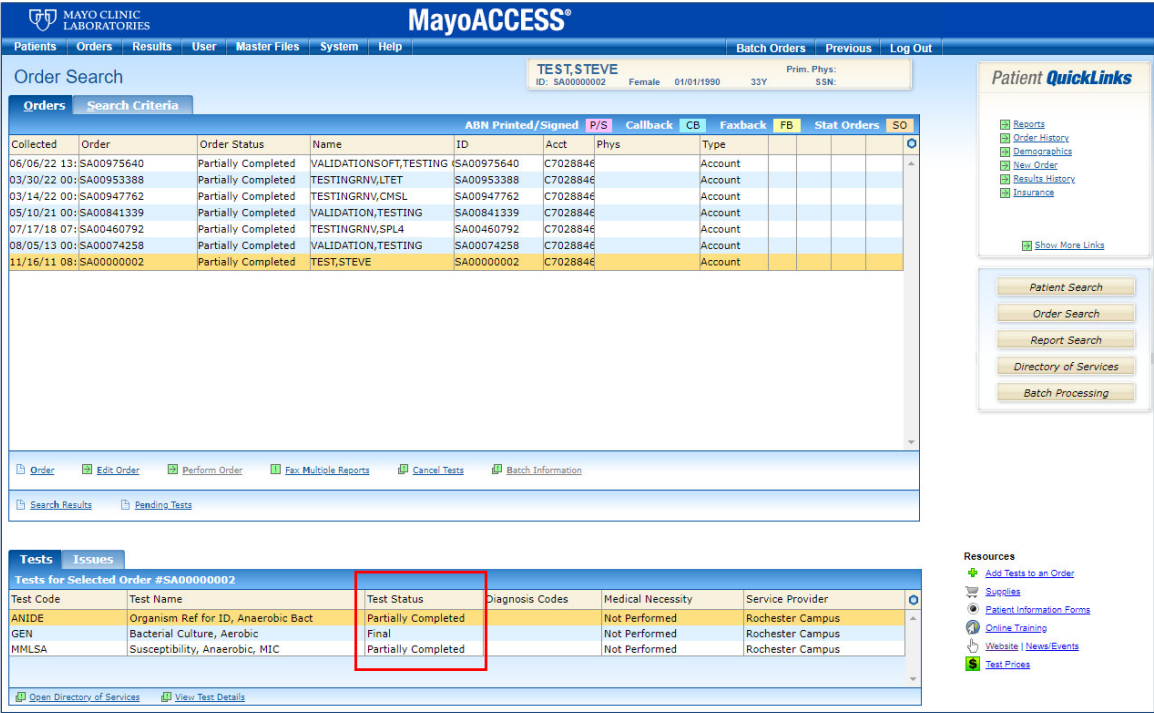 MAYO CLINIC
LABORATORIES
MayoACCESS®
Patients Orders Results User Master Files System Help Batch Orders Previous Log Out
Order Search
TEST,STEVE Prim. Phys:
ID: SA00000002 Female 01/01/1990 33Y SSN:
Orders Search Criteria
ABN Printed/Signed P/S Callback CB Faxback FB Stat Orders SO
Collected Order Order Status Name ID Acct Phys Type
06/06/22 13: SA00975640 Partially Completed VALIDATIONSOFT,TESTING ( SA00975640 C7028846 Account
03/30/22 00: SA00953388 Partially Completed TESTINGRNV,LTET SA00953388 C7028846 Account
03/14/22 00: SA00947762 Partially Completed TESTINGRNV,CMSL SA00947762 C7028846 Account
05/10/21 00: SA00841339 Partially Completed VALIDATION,TESTING SA00841339 C7028846 Account
07/17/18 07: SA00460792 Partially Completed TESTINGRNV,SPL4 SA00460792 C7028846 Account
08/05/13 00: SA00074258 Partially Completed VALIDATION,TESTING SA00074258 C7028846 Account
11/16/11 08: SA00000002 Partially Completed TEST,STEVE SA00000002 C7028846 Account
Order Edit Order Perform Order Fax Multiple Reports Cancel Tests Batch Information
Search Results Pending Tests
Tests Issues
Tests for Selected Order #SA00000002
Test Code Test Name Test Status Diagnosis Codes Medical Necessity Service Provider
ANIDE Organism Ref for ID, Anaerobic Bact Partially Completed Not Performed Rochester Campus
GEN Bacterial Culture, Aerobic Final Not Performed Rochester Campus
MMLSA Susceptibility, Anaerobic, MIC Partially Completed Not Performed Rochester Campus
Open Directory of Services View Test Details
Patient QuickLinks
Reports
Order History
Demographics
New Order
Results History
Insurance
Show More Links
Patient Search
Order Search
Report Search
Directory of Services
Batch Processing
Resources
Add Tests to an Order
Supplies
Patient Information Forms
Online Training
Website | News/Events
$ Test Prices